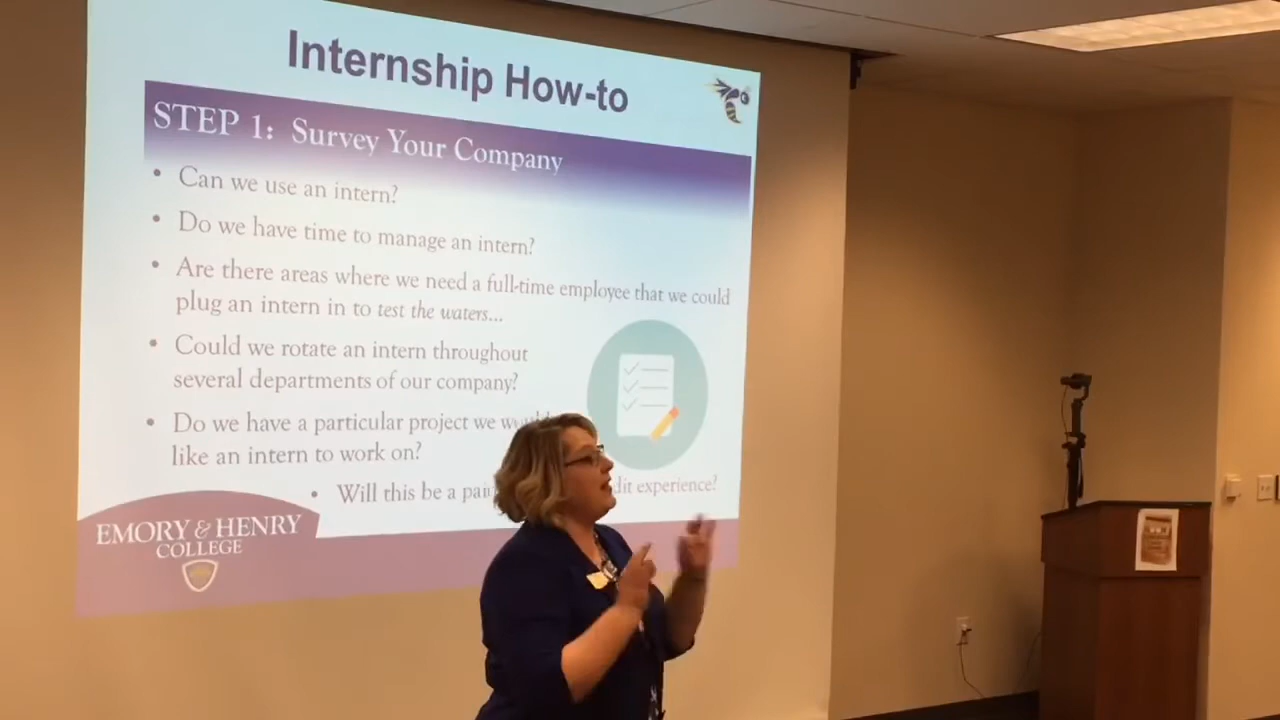 Internship How-to
STEP 1: Survey Your Company
• Can we use an intern?
• Do we have time to manage an intern?
• Are there areas where we need a full-time employee that we could
plug an intern in to test the waters...
• Could we rotate an intern throughout
several departments of our company?
• Do we have a particular project we
like an intern to work on?
• Will this be a experience?
EMORY & HENRY
COLLEGE